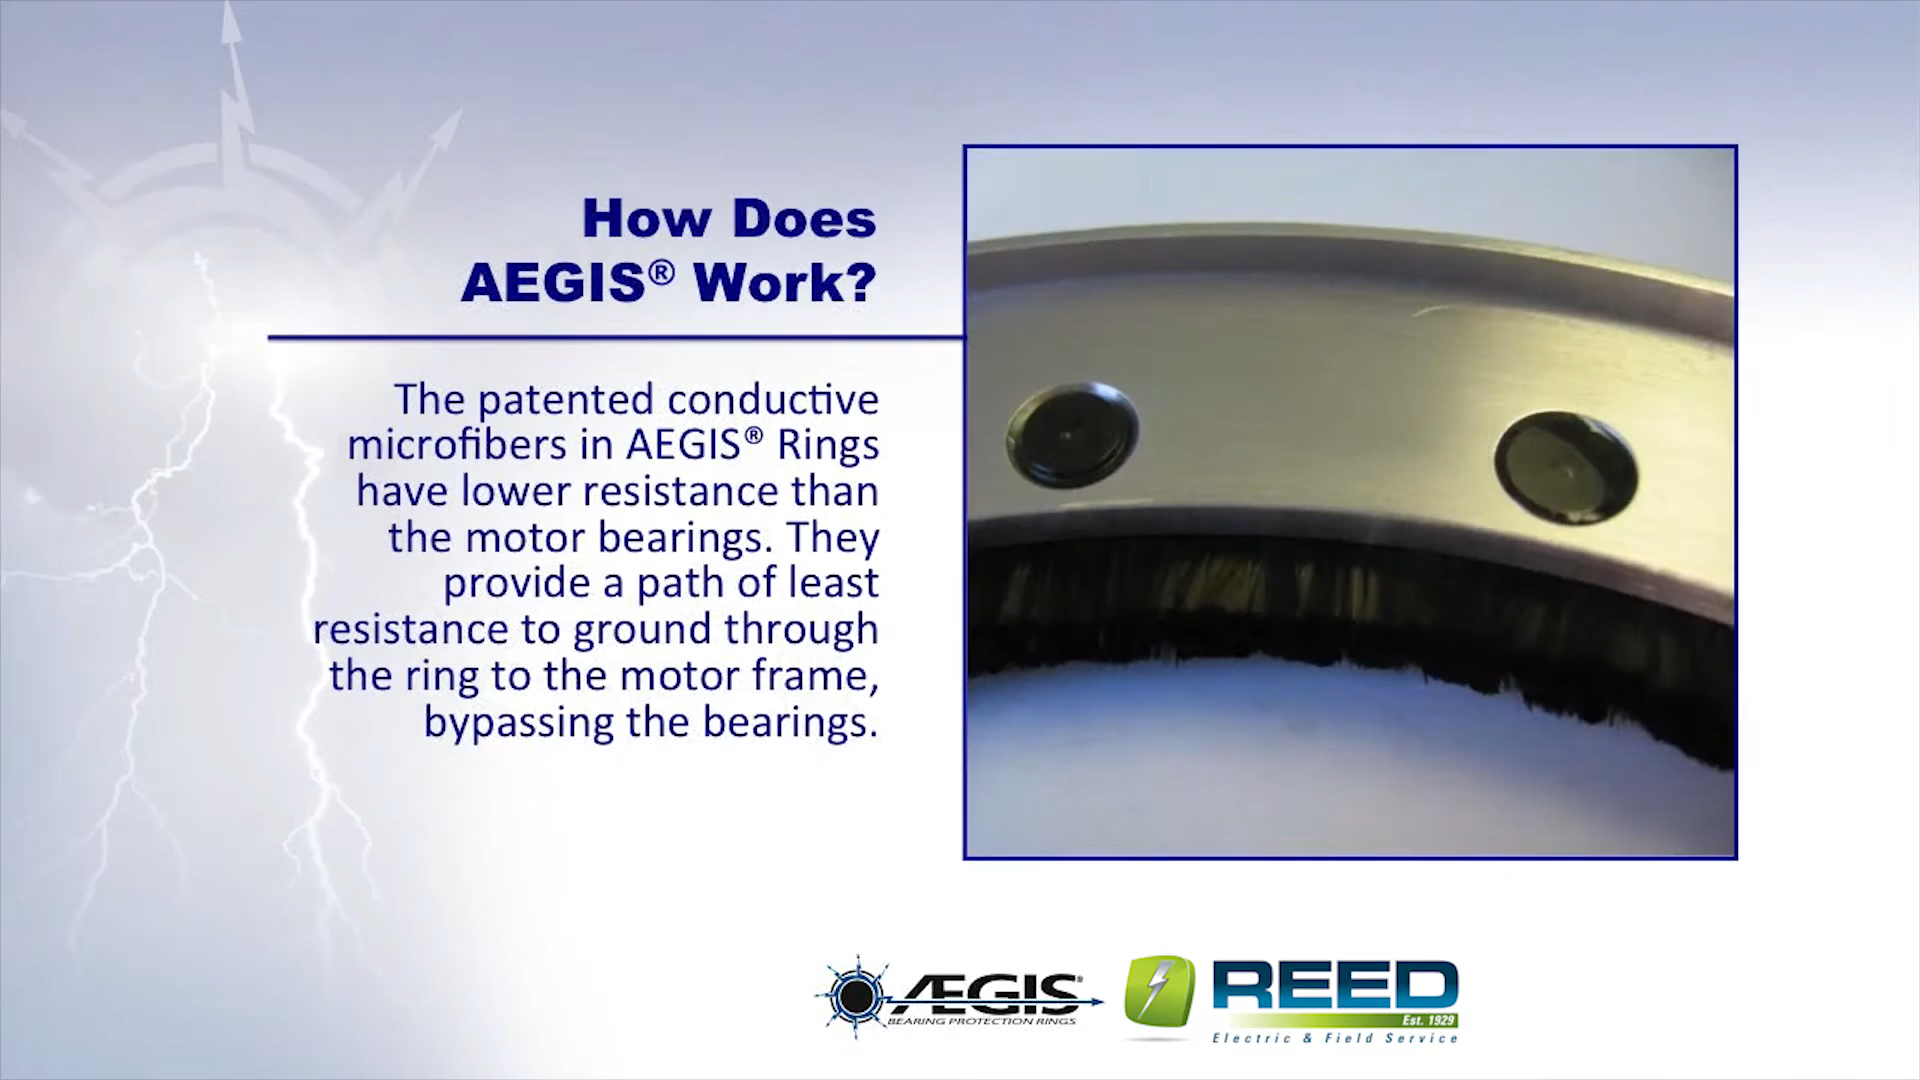 How Does
AEGIS® Work?
The patented conductive
microfibers in AEGIS® Rings
have lower resistance than
the motor bearings. They
provide a path of least
resistance to ground through
the ring to the motor frame,
bypassing the bearings.
ÆGIS®
BEARING PROTECTION RINGS
REED
Est. 1929
Electric & Field Service